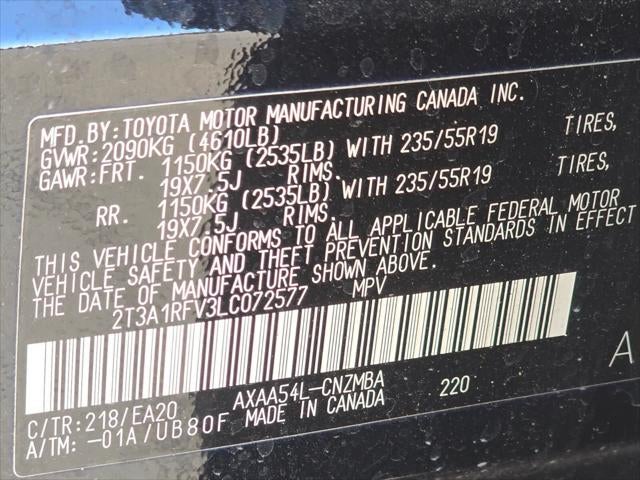 MFD. BY: TOYOTA MOTOR MANUFACTURING CANADA INC.
GVWR: 2090KG (4610LB)
GAWR: FRT. 1150KG (2535LB) WITH 235/55R19 TIRES,
19X7.5J RIMS.
RR. 1150KG (2535LB) WITH 235/55R19 TIRES,
19X7.5J RIMS.
THIS VEHICLE CONFORMS TO ALL APPLICABLE FEDERAL MOTOR
VEHICLE SAFETY AND THEFT PREVENTION STANDARDS IN EFFECT
THE DATE OF MANUFACTURE SHOWN ABOVE.
2T3A1RFV3LC072577 MPV
C/TR: 218/EA20 AXAA54L-CNZMBA 220 A
A/TM: -01A/UB80F MADE IN CANADA